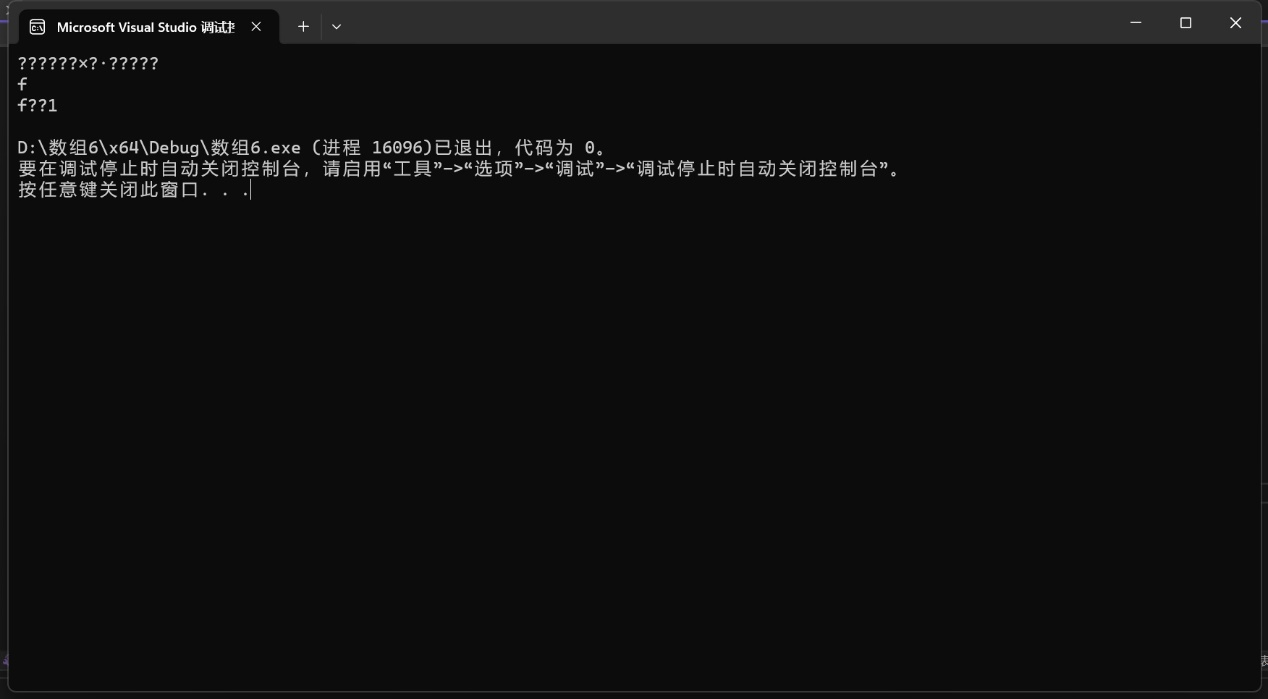 Microsoft Visual Studio 调试
??????×?·?????
f
f??1
D:\数组6\x64\Debug\数组6.exe (进程 16096)已退出，代码为 0。
要在调试停止时自动关闭控制台，请启用“工具”->“选项”->“调试”->“调试停止时自动关闭控制台”。
按任意键关闭此窗口. . .